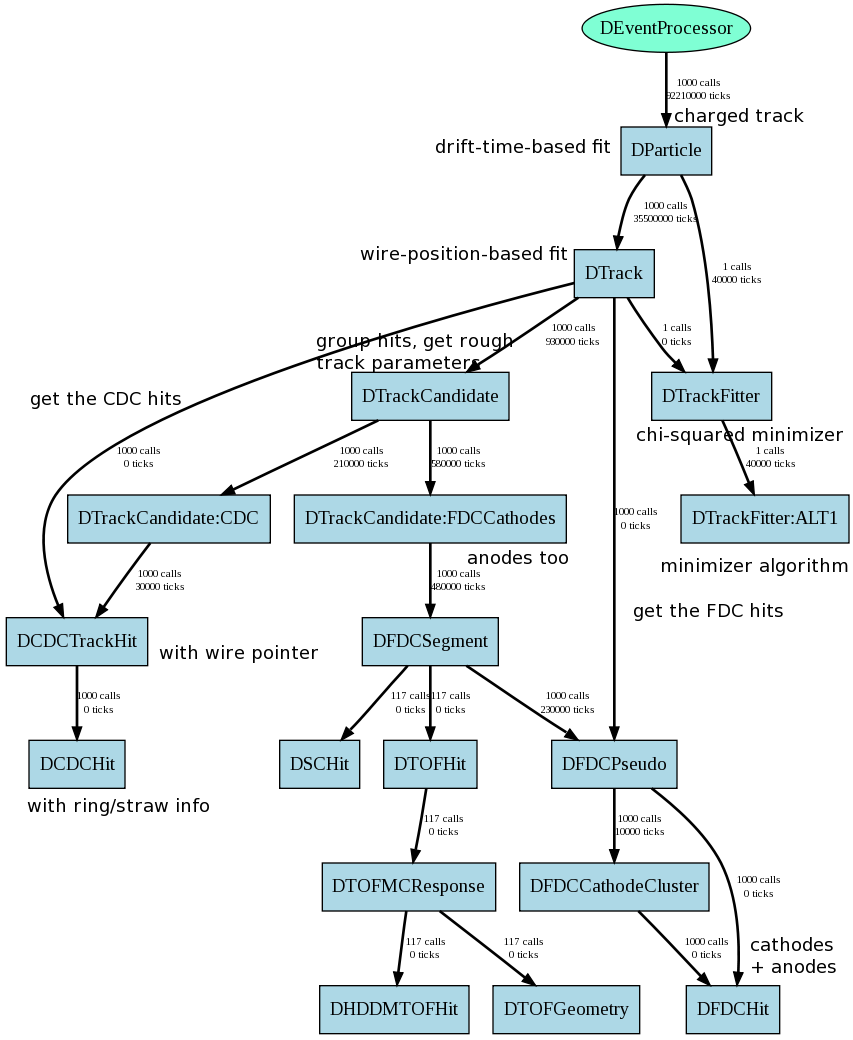 DEventProcessor
1000 calls
92210000 ticks
charged track
drift-time-based fit
DParticle
1000 calls
35500000 ticks
wire-position-based fit
DTrack
1 calls
40000 ticks
group hits, get rough
track parameters
1000 calls
930000 ticks
1 calls
0 ticks
get the CDC hits
DTrackCandidate
DTrackFitter
chi-squared minimizer
1000 calls
0 ticks
1000 calls
210000 ticks
1000 calls
580000 ticks
1 calls
40000 ticks
DTrackCandidate:CDC
DTrackCandidate:FDCCathodes
1000 calls
0 ticks
DTrackFitter:ALT1
anodes too
minimizer algorithm
1000 calls
30000 ticks
1000 calls
480000 ticks
get the FDC hits
DCDCTrackHit
with wire pointer
DFDCSegment
1000 calls
0 ticks
117 calls
0 ticks
117 calls
0 ticks
1000 calls
230000 ticks
DCDCHit
DSCHit
DTOFHit
DFDCPseudo
with ring/straw info
117 calls
0 ticks
1000 calls
10000 ticks
DTOFMCResponse
DFDCCathodeCluster
1000 calls
0 ticks
117 calls
0 ticks
117 calls
0 ticks
1000 calls
0 ticks
cathodes
+ anodes
DHDDMTOFHit
DTOFGeometry
DFDCHit